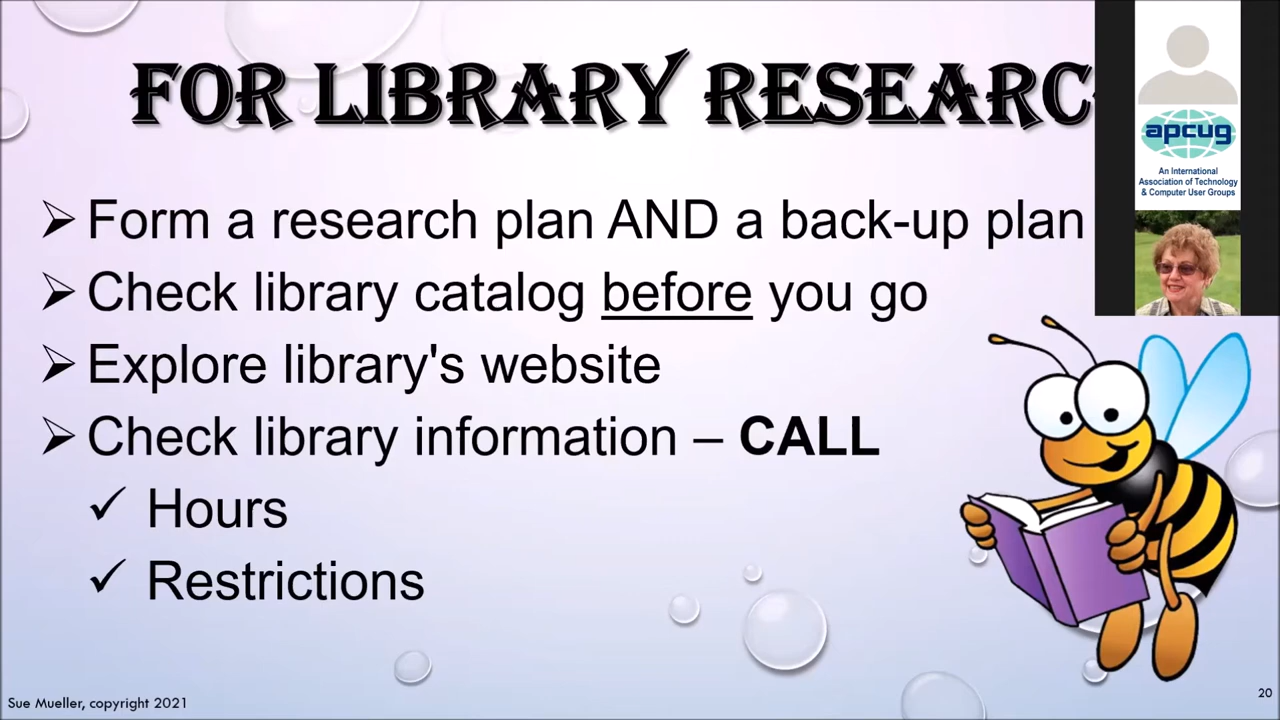 FOR LIBRARY RESEARC
➢ Form a research plan AND a back-up plan
➢ Check library catalog before you go
➢ Explore library's website
➢ Check library information – CALL
✓ Hours
✓ Restrictions
apcug
An International
Association of Technology
& Computer User Groups
Sue Mueller, copyright 2021
20